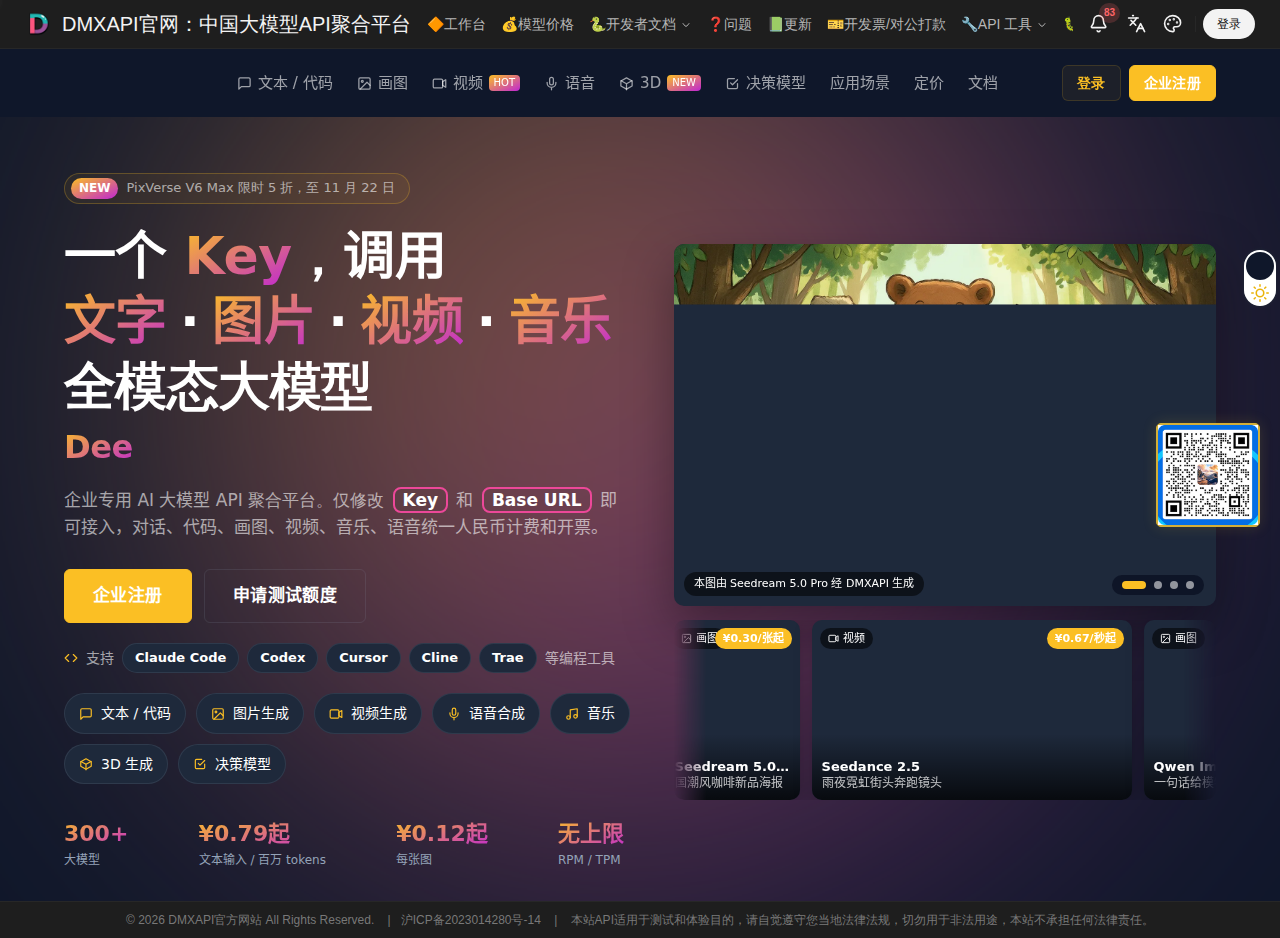 DMXAPI官网：中国大模型API聚合平台 🔶工作台 💰模型价格 🐍开发者文档 ❓问题 📗更新 🎫开发票/对公打款 🔧API 工具 83 登录
文本 / 代码 画图 视频 HOT 语音 3D NEW 决策模型 应用场景 定价 文档 登录 企业注册
NEW PixVerse V6 Max 限时 5 折，至 11 月 22 日
一个 Key，调用
文字 · 图片 · 视频 · 音乐
全模态大模型
Dee
企业专用 AI 大模型 API 聚合平台。仅修改 Key 和 Base URL 即
可接入，对话、代码、画图、视频、音乐、语音统一人民币计费和开票。
企业注册 申请测试额度
支持 Claude Code Codex Cursor Cline Trae 等编程工具
文本 / 代码 图片生成 视频生成 语音合成 音乐
3D 生成 决策模型
300+ ¥0.79起 ¥0.12起 无上限
大模型 文本输入 / 百万 tokens 每张图 RPM / TPM
本图由 Seedream 5.0 Pro 经 DMXAPI 生成
画图 ¥0.30/张起 视频 ¥0.67/秒起 画图
Seedream 5.0... Seedance 2.5 Qwen Im
国潮风咖啡新品海报 雨夜霓虹街头奔跑镜头 一句话给模
© 2026 DMXAPI官方网站 All Rights Reserved. | 沪ICP备2023014280号-14 | 本站API适用于测试和体验目的，请自觉遵守您当地法律法规，切勿用于非法用途，本站不承担任何法律责任。